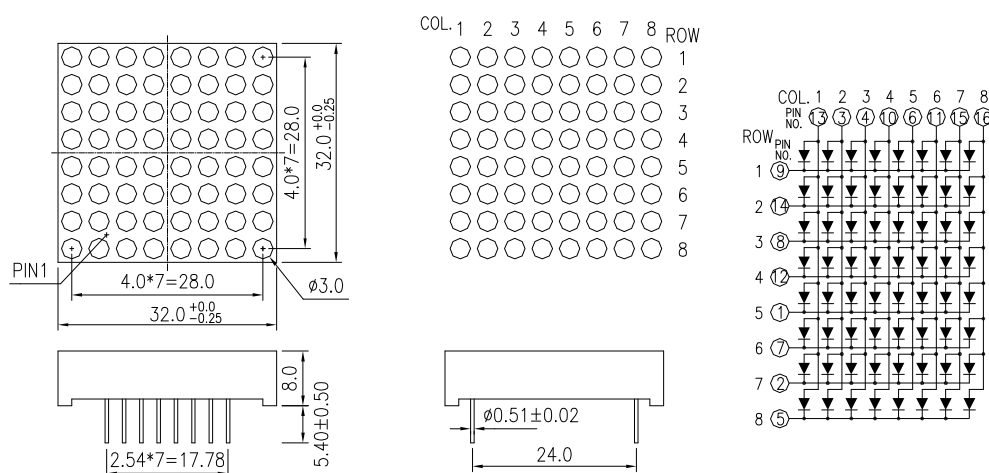 COL. 1 2 3 4 5 6 7 8 ROW
1
2
3
4
5
6
7
8
4.0*7=28.0
32.0 +0.0 -0.25
PIN1
4.0*7=28.0
ø3.0
32.0 +0.0 -0.25
8.0
5.40±0.50
2.54*7=17.78
ø0.51±0.02
24.0
COL. 1 2 3 4 5 6 7 8
PIN NO. 13 3 4 10 6 11 15 16
ROW PIN NO.
1 9
2 14
3 8
4 12
5 1
6 7
7 2
8 5